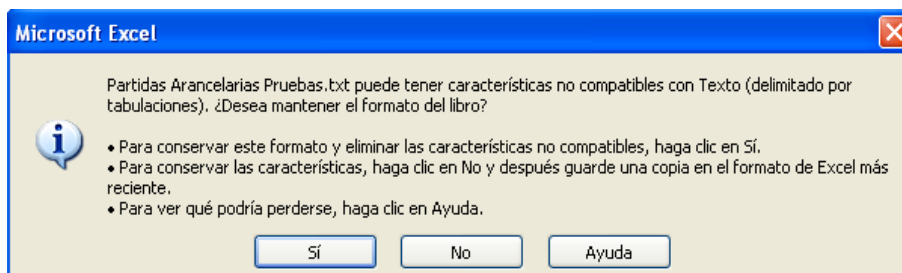 Microsoft Excel
Partidas Arancelarias Pruebas.txt puede tener características no compatibles con Texto (delimitado por
tabulaciones). ¿Desea mantener el formato del libro?
• Para conservar este formato y eliminar las características no compatibles, haga clic en Sí.
• Para conservar las características, haga clic en No y después guarde una copia en el formato de Excel más
reciente.
• Para ver qué podría perderse, haga clic en Ayuda.
Sí No Ayuda